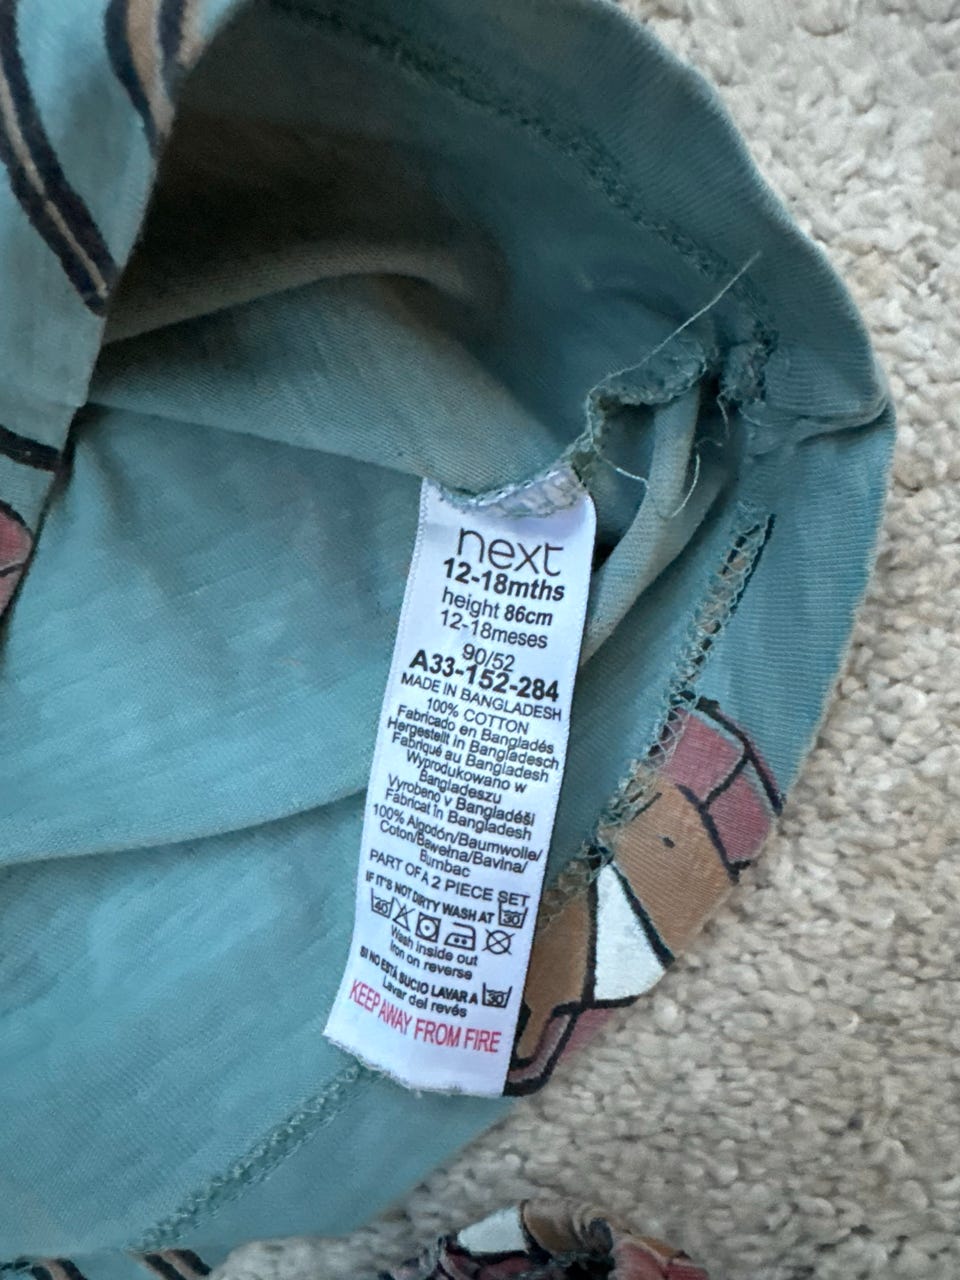 next
12-18mths
height 86cm
12-18meses
90/52
A33-152-284
MADE IN BANGLADESH
100% COTTON
Fabricado en Bangladés
Hergestellt in Bangladesch
Fabriqué au Bangladesh
Wyprodukowano w
Bangladeszu
Vyrobeno v Bangladéši
Fabricat în Bangladesh
100% Algodón/Baumwolle/
Coton/Bawełna/Bavlna/
Bumbac
PART OF A 2 PIECE SET
IF IT'S NOT DIRTY WASH AT 30
40
Wash inside out
Iron on reverse
SI NO ESTÁ SUCIO LAVAR A 30
Lavar del revés
KEEP AWAY FROM FIRE